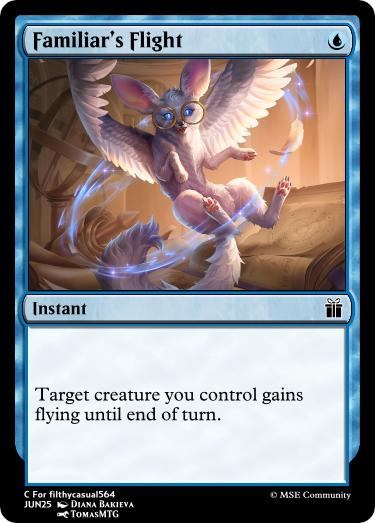 Familiar's Flight
Instant
Target creature you control gains
flying until end of turn.
C For filthycasual564
JUN25 Diana Bakieva
© MSE Community
TomasMTG